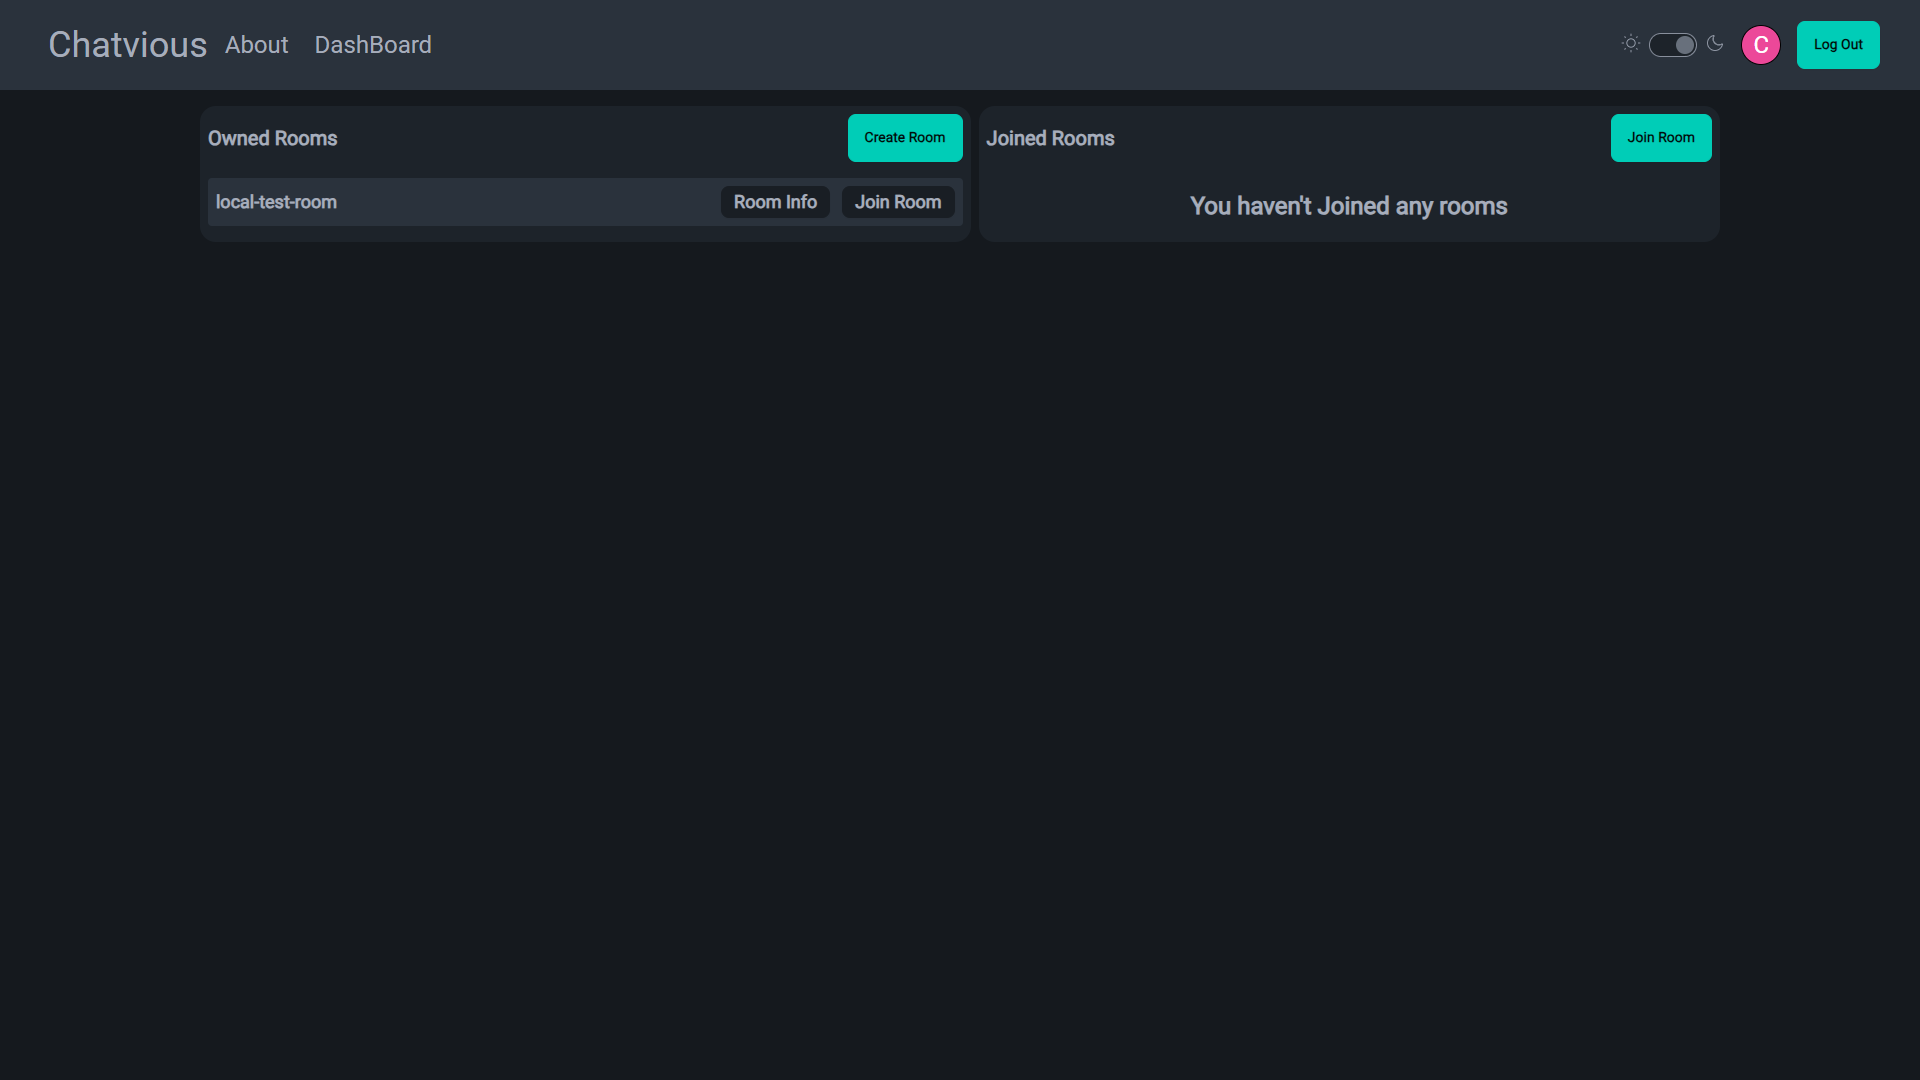 Chatvious About DashBoard C Log Out
Owned Rooms Create Room
local-test-room Room Info Join Room
Joined Rooms Join Room
You haven't Joined any rooms